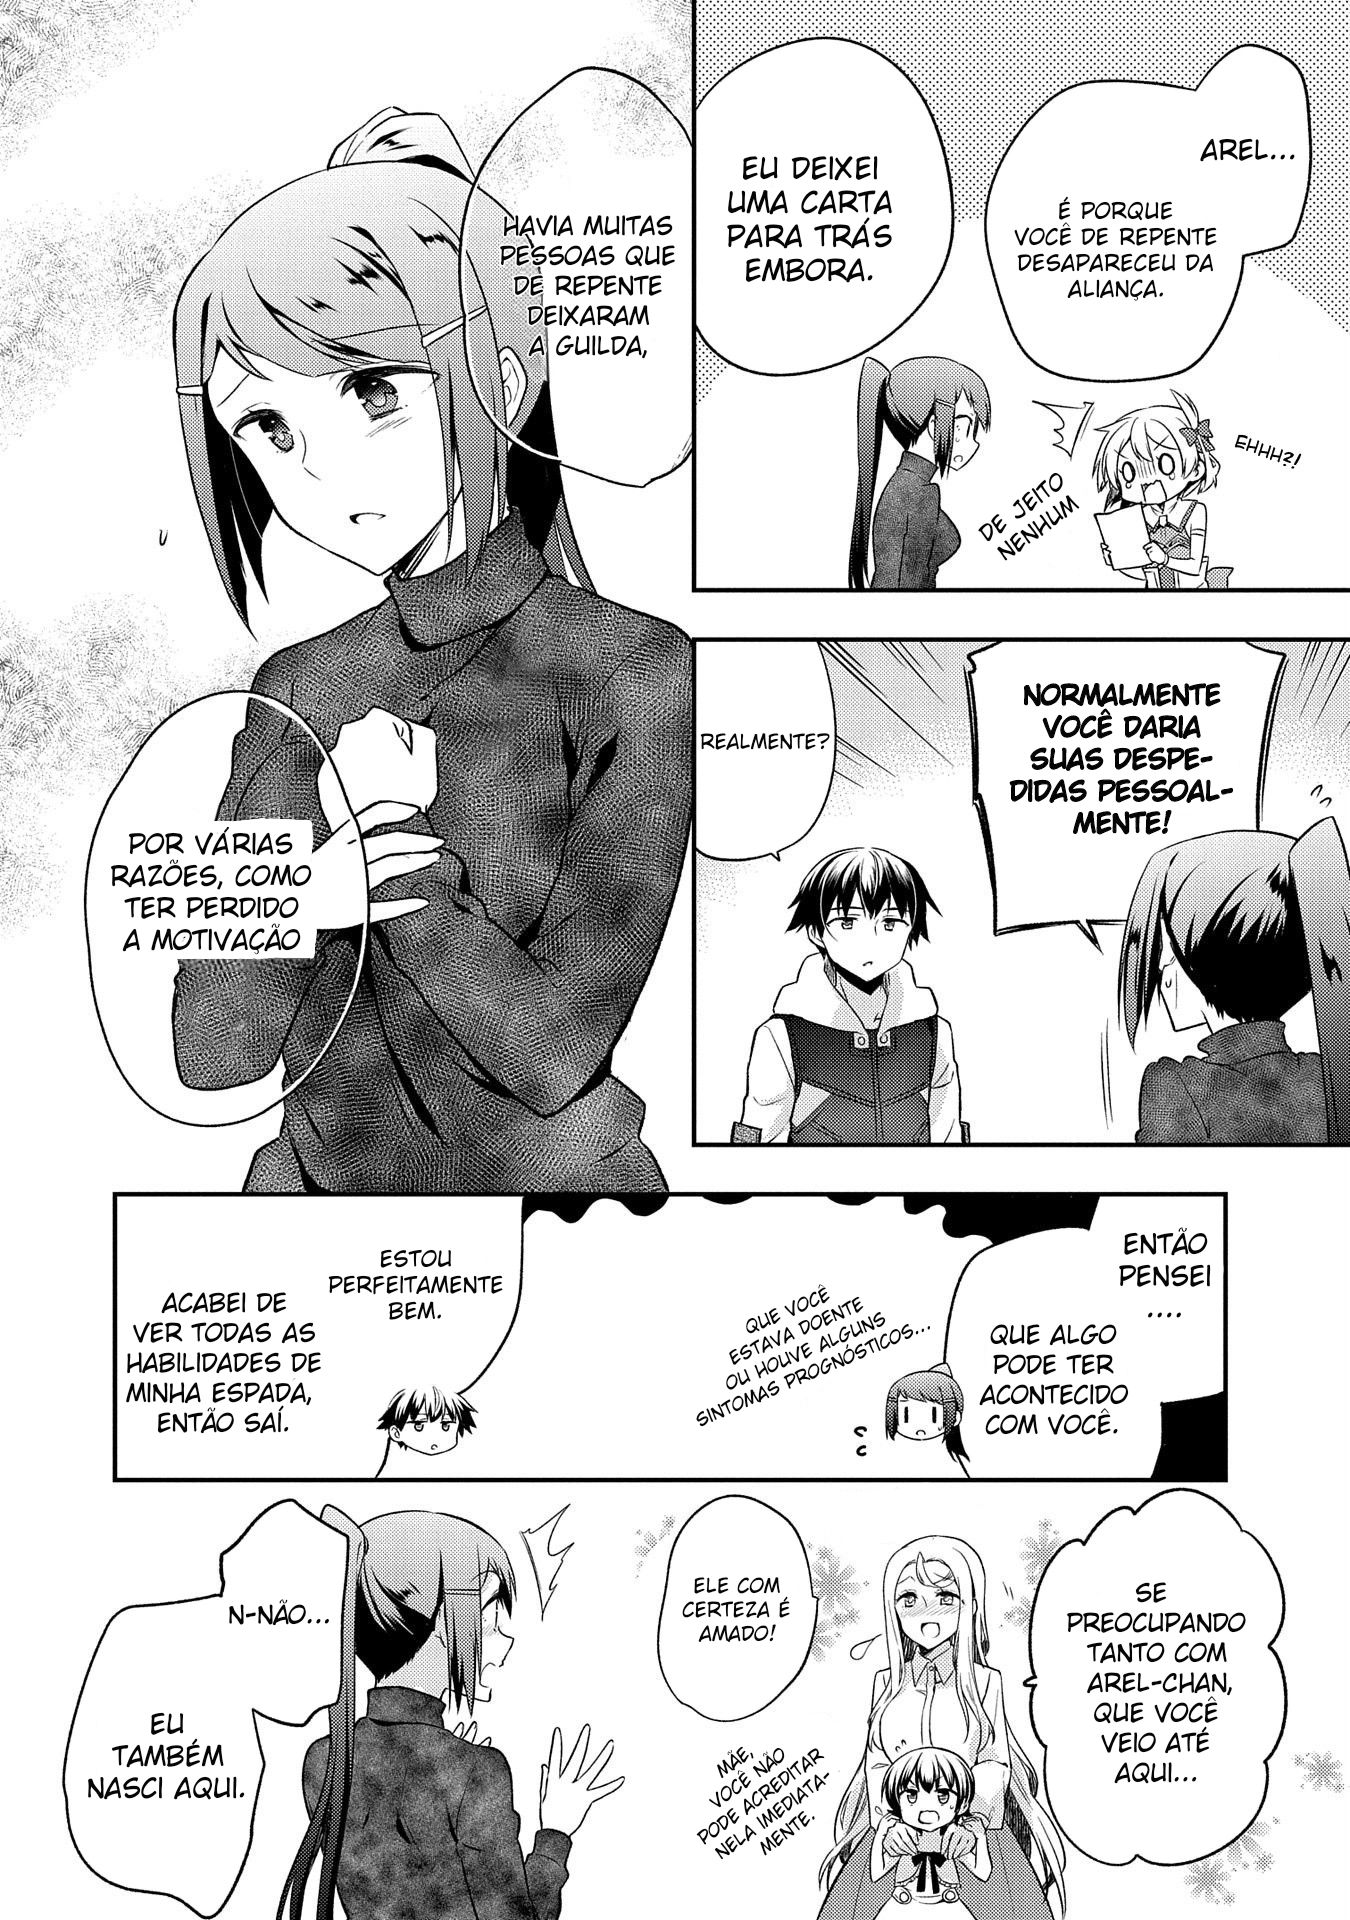 AREL...
É PORQUE
VOCÊ DE REPENTE
DESAPARECEU DA
ALIANÇA.
EU DEIXEI
UMA CARTA
PARA TRÁS
EMBORA.
EHHH?!
DE JEITO
NENHUM
NORMALMENTE
VOCÊ DARIA
SUAS DESPE-
DIDAS PESSOAL-
MENTE!
REALMENTE?
HAVIA MUITAS
PESSOAS QUE
DE REPENTE
DEIXARAM
A GUILDA,
POR VÁRIAS
RAZÕES, COMO
TER PERDIDO
A MOTIVAÇÃO
ENTÃO
PENSEI
....
QUE ALGO
PODE TER
ACONTECIDO
COM VOCÊ.
QUE VOCÊ
ESTAVA DOENTE
OU HOUVE ALGUNS
SINTOMAS PROGNÓSTICOS...
ESTOU
PERFEITAMENTE
BEM.
ACABEI DE
VER TODAS AS
HABILIDADES DE
MINHA ESPADA,
ENTÃO SAÍ.
SE
PREOCUPANDO
TANTO COM
AREL-CHAN,
QUE VOCÊ
VEIO ATÉ
AQUI...
ELE COM
CERTEZA É
AMADO!
MÃE,
VOCÊ NÃO
PODE ACREDITAR
NELA IMEDIATA-
MENTE.
N-NÃO...
EU
TAMBÉM
NASCI AQUI.